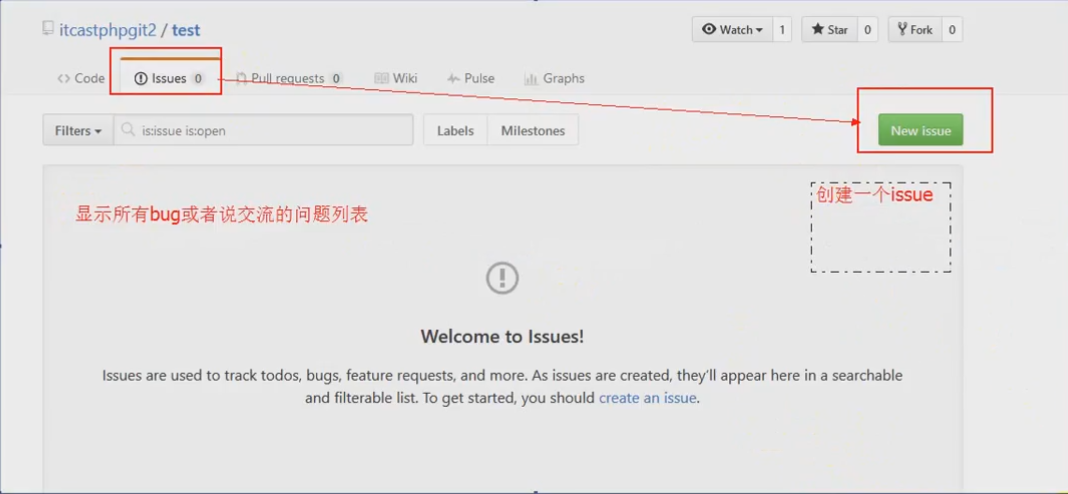 itcastphpgit2 / test
Watch 1 Star 0 Fork 0
Code Issues 0 Pull requests 0 Wiki Pulse Graphs
Filters is:issue is:open Labels Milestones New issue
创建一个issue
显示所有bug或者说交流的问题列表
Welcome to Issues!
Issues are used to track todos, bugs, feature requests, and more. As issues are created, they'll appear here in a searchable
and filterable list. To get started, you should create an issue.